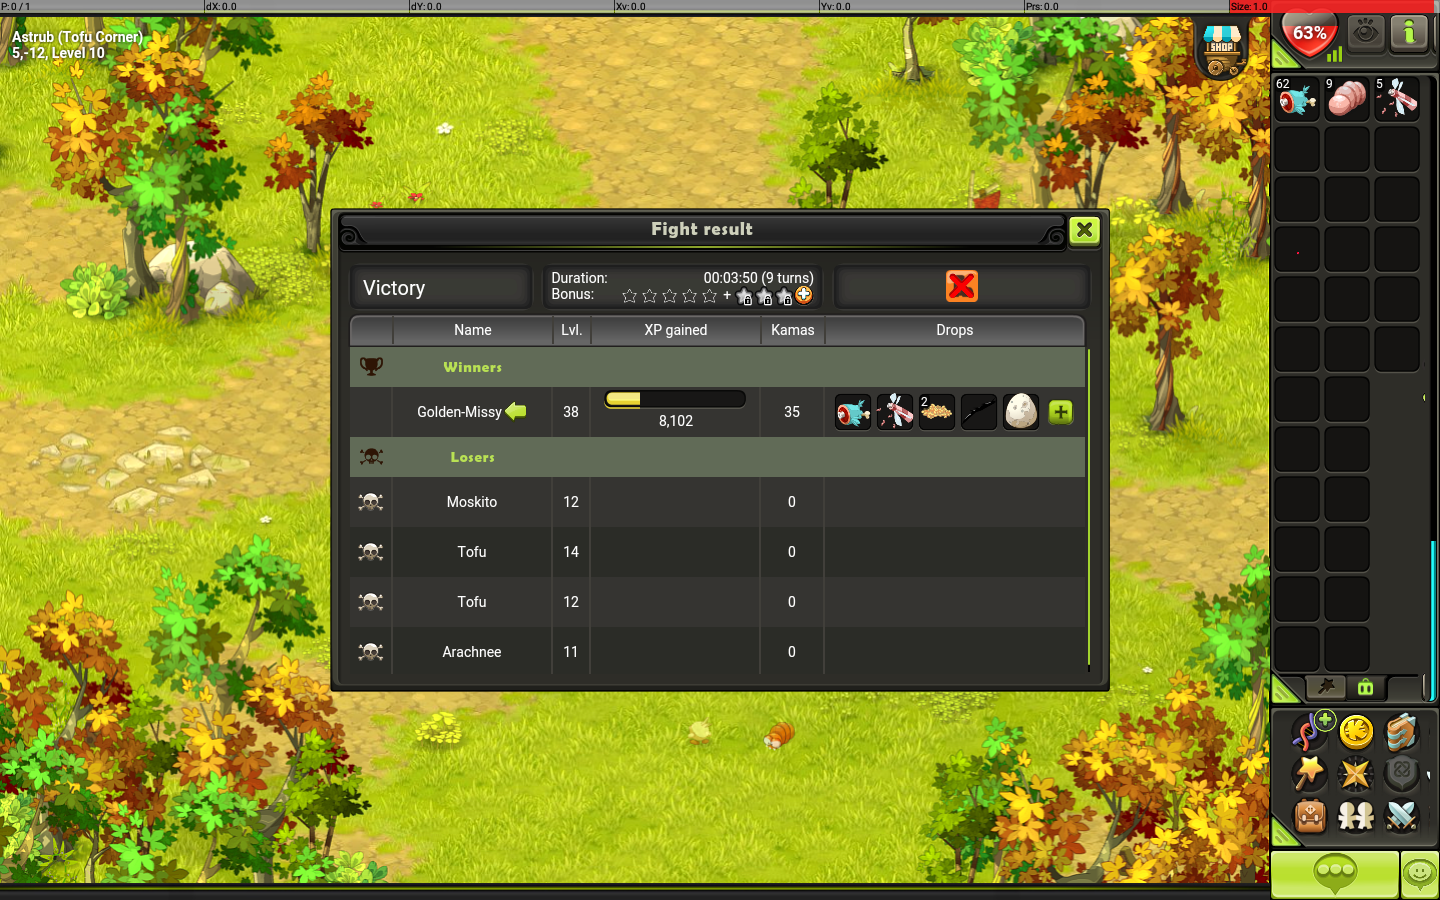 P: 0 / 1 dX: 0.0 dY: 0.0 Xv: 0.0 Yv: 0.0 Prs: 0.0 Size: 1.0
Astrub (Tofu Corner)
5,-12, Level 10
SHOP
63%
62 9 5
Fight result
Victory
Duration: 00:03:50 (9 turns)
Bonus: +
Name Lvl. XP gained Kamas Drops
Winners
Golden-Missy 38 8,102 35 2
Losers
Moskito 12 0
Tofu 14 0
Tofu 12 0
Arachnee 11 0